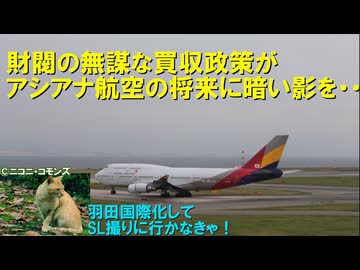 財閥の無謀な買収政策が
アシアナ航空の将来に暗い影を・・
C ニコニ・コモンズ
羽田国際化して
SL撮りに行かなきゃ！